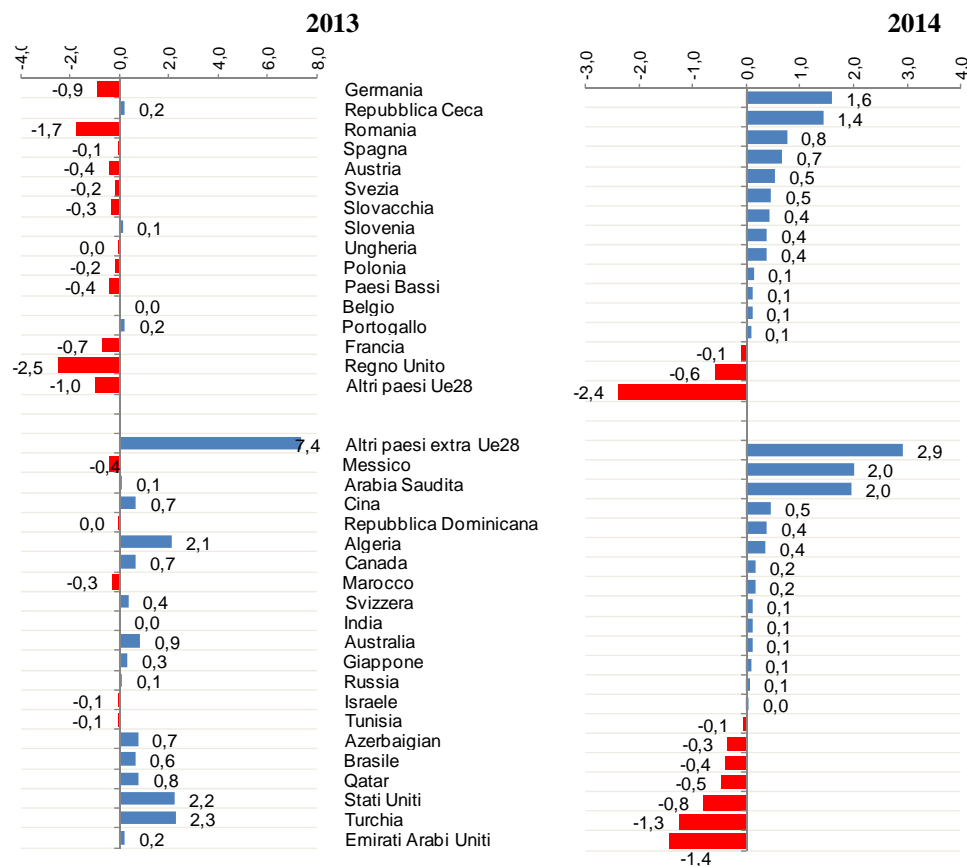 2013 2014
-4,0 -2,0 0,0 2,0 4,0 6,0 8,0 -3,0 -2,0 -1,0 0,0 1,0 2,0 3,0 4,0
-0,9 Germania 1,6
0,2 Repubblica Ceca 1,4
-1,7 Romania 0,8
-0,1 Spagna 0,7
-0,4 Austria 0,5
-0,2 Svezia 0,5
-0,3 Slovacchia 0,4
0,1 Slovenia 0,4
0,0 Ungheria 0,4
-0,2 Polonia 0,1
-0,4 Paesi Bassi 0,1
0,0 Belgio 0,1
0,2 Portogallo 0,1
-0,7 Francia -0,1
-2,5 Regno Unito -0,6
-1,0 Altri paesi Ue28 -2,4
7,4 Altri paesi extra Ue28 2,9
-0,4 Messico 2,0
0,1 Arabia Saudita 2,0
0,7 Cina 0,5
0,0 Repubblica Dominicana 0,4
2,1 Algeria 0,4
0,7 Canada 0,2
-0,3 Marocco 0,2
0,4 Svizzera 0,1
0,0 India 0,1
0,9 Australia 0,1
0,3 Giappone 0,1
0,1 Russia 0,1
-0,1 Israele 0,0
-0,1 Tunisia -0,1
0,7 Azerbaigian -0,3
0,6 Brasile -0,4
0,8 Qatar -0,5
2,2 Stati Uniti -0,8
2,3 Turchia -1,3
0,2 Emirati Arabi Uniti -1,4